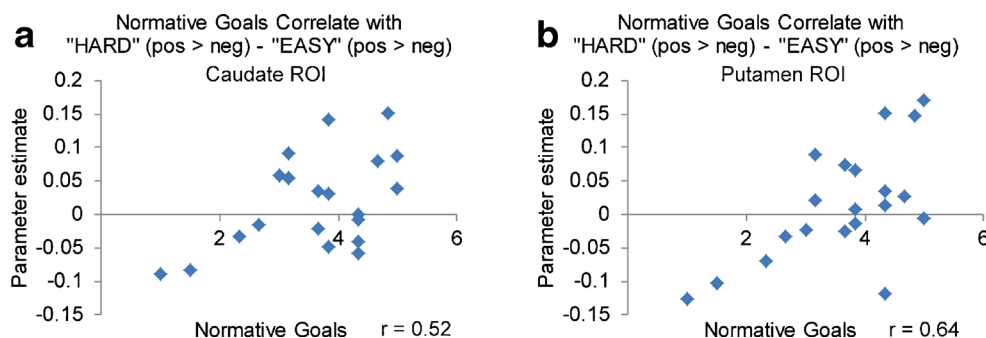 a
Normative Goals Correlate with
"HARD" (pos > neg) - "EASY" (pos > neg)
Caudate ROI
Parameter estimate
0.2
0.15
0.1
0.05
0
-0.05
-0.1
-0.15
2
4
6
Normative Goals
r = 0.52
b
Normative Goals Correlate with
"HARD" (pos > neg) - "EASY" (pos > neg)
Putamen ROI
Parameter estimate
0.2
0.15
0.1
0.05
0
-0.05
-0.1
-0.15
2
4
6
Normative Goals
r = 0.64